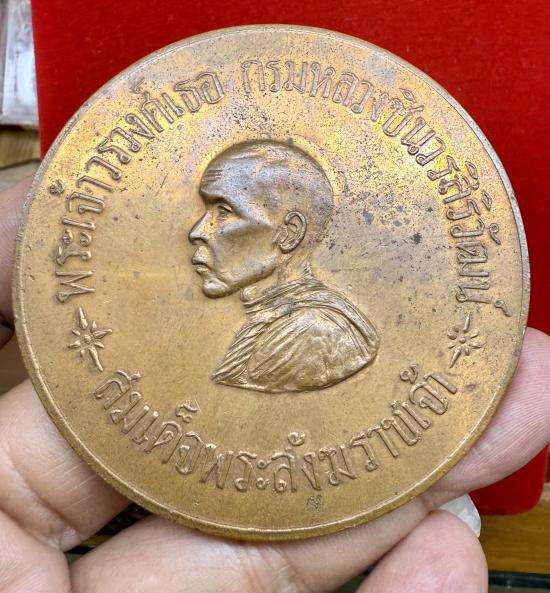 พระเจ้าวรวงศ์เธอ กรมหลวงชินวรสิริวัฒน์
สมเด็จพระสังฆราชเจ้า